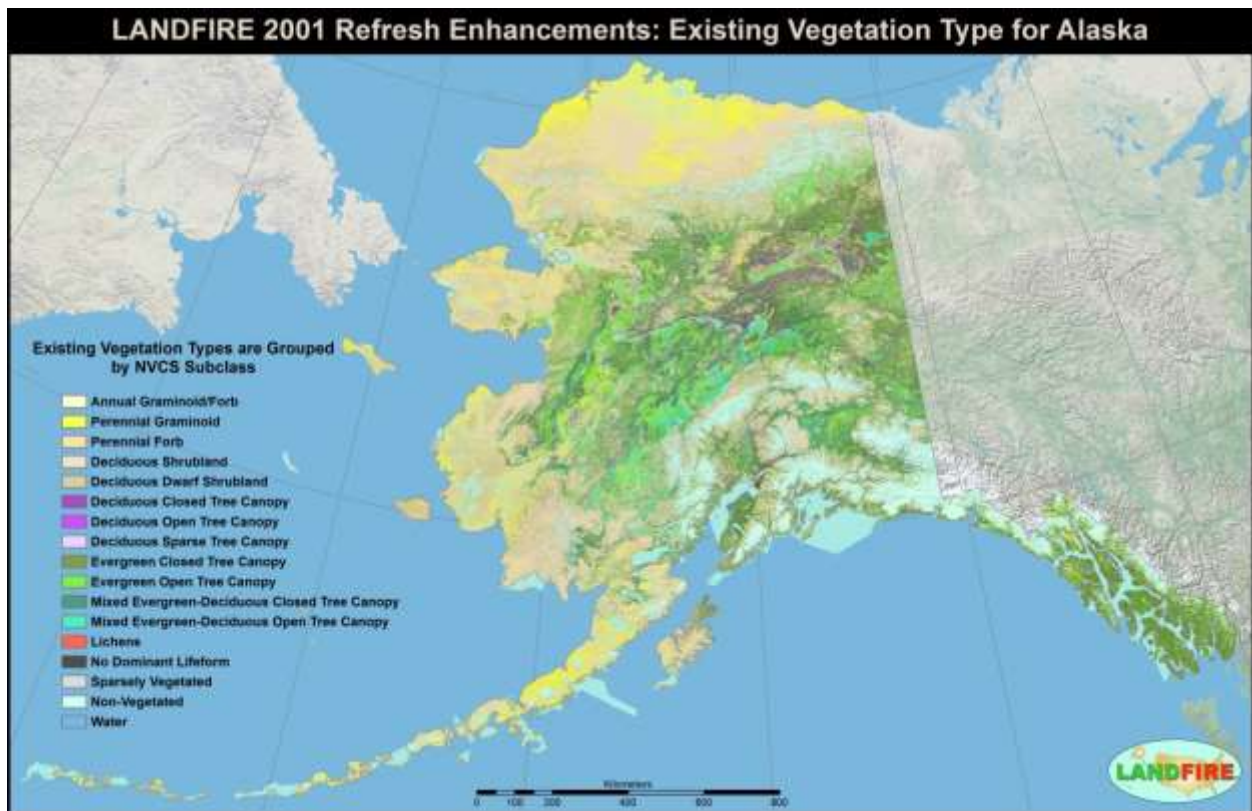 LANDFIRE 2001 Refresh Enhancements: Existing Vegetation Type for Alaska
Existing Vegetation Types are Grouped
by NVCS Subclass
Annual Graminoid/Forb
Perennial Graminoid
Perennial Forb
Deciduous Shrubland
Deciduous Dwarf Shrubland
Deciduous Closed Tree Canopy
Deciduous Open Tree Canopy
Deciduous Sparse Tree Canopy
Evergreen Closed Tree Canopy
Evergreen Open Tree Canopy
Mixed Evergreen-Deciduous Closed Tree Canopy
Mixed Evergreen-Deciduous Open Tree Canopy
Lichens
No Dominant Lifeform
Sparsely Vegetated
Non-Vegetated
Water
Kilometers
0 100 200 400 600 800
LANDFIRE